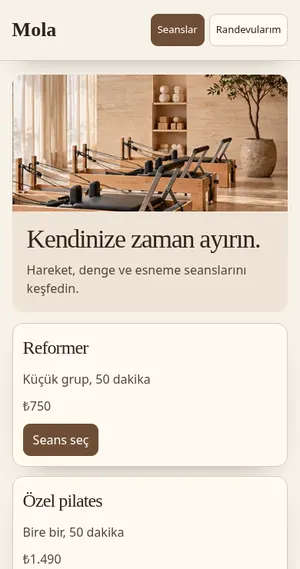 Mola
Seanslar
Randevularım
Kendinize zaman ayırın.
Hareket, denge ve esneme seanslarını
keşfedin.
Reformer
Küçük grup, 50 dakika
₺750
Seans seç
Özel pilates
Bire bir, 50 dakika
₺1.490